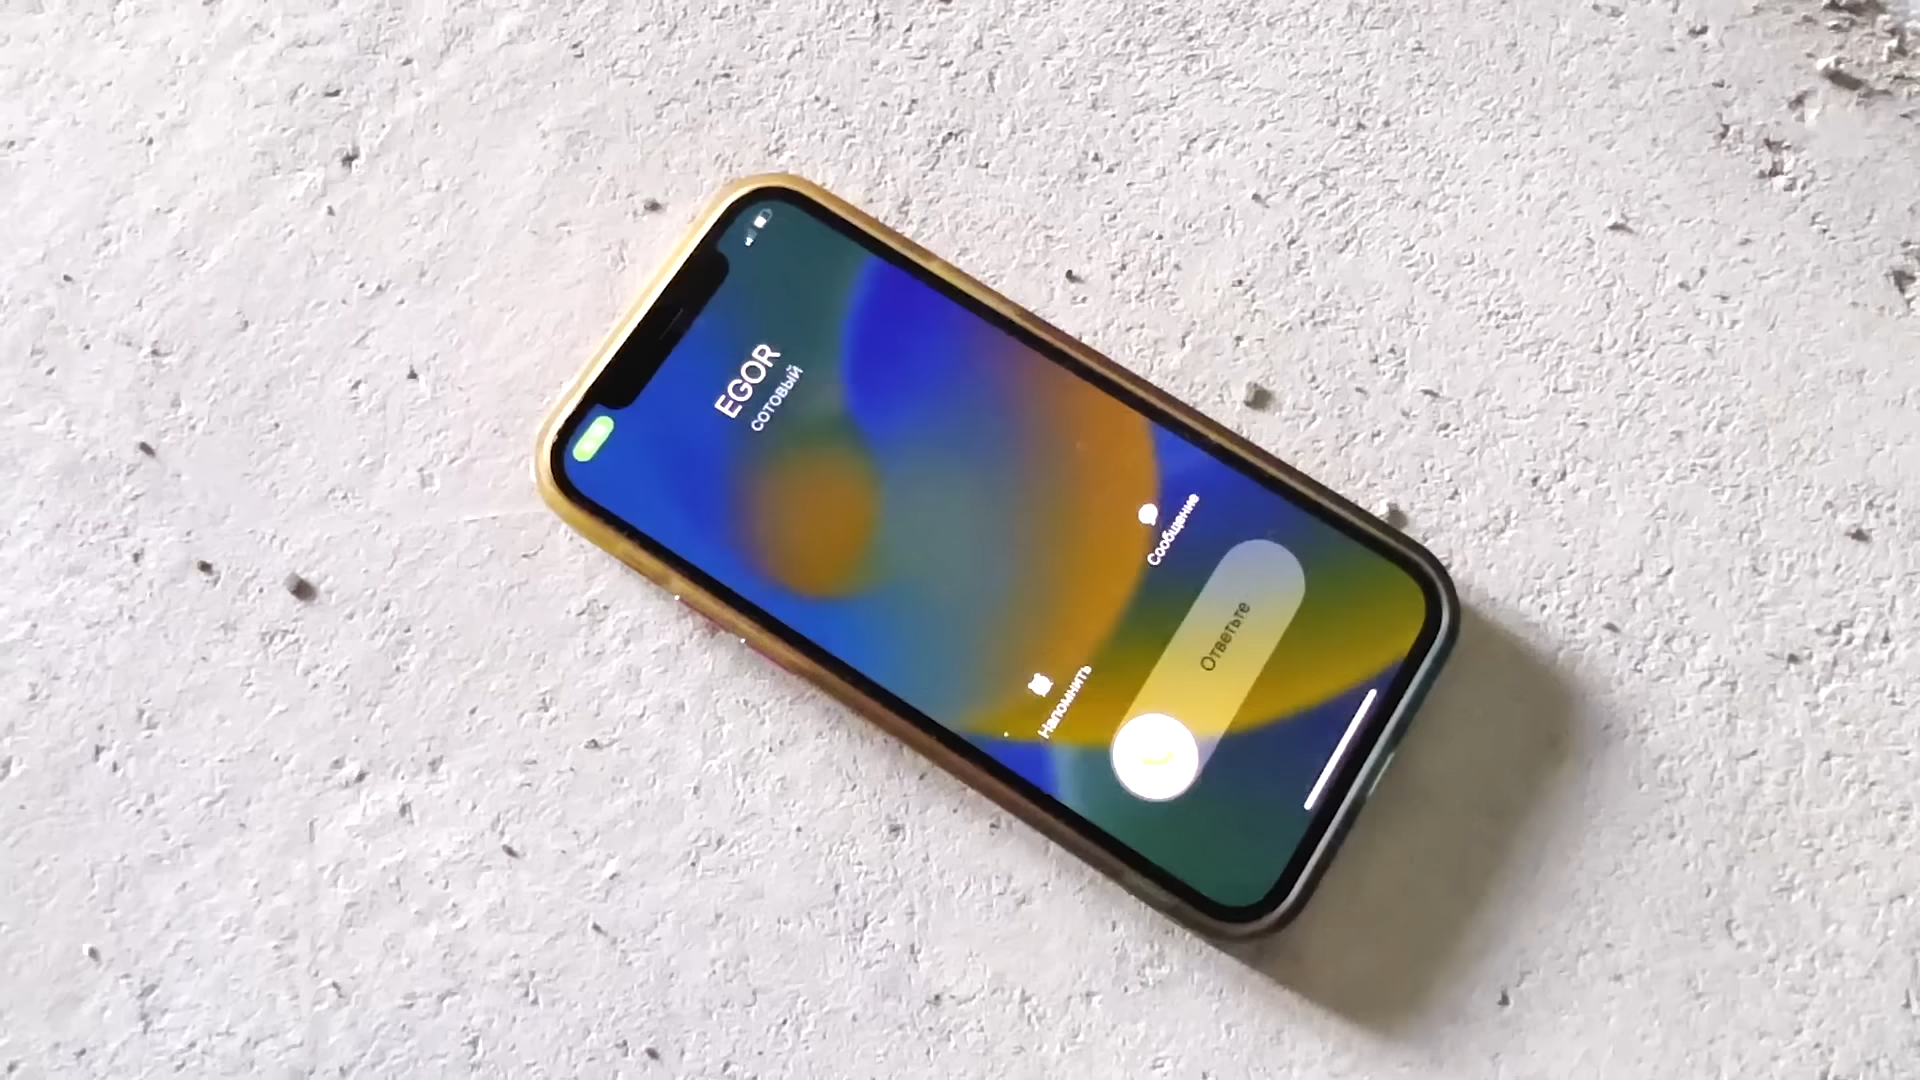 EGOR
сотовый
Напомнить
Сообщение
Ответьте